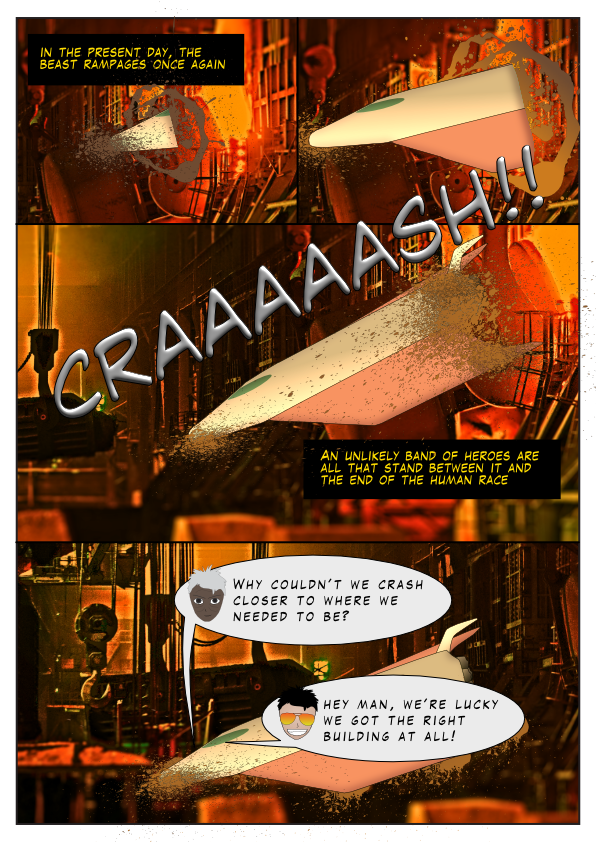 IN THE PRESENT DAY, THE
BEAST RAMPAGES ONCE AGAIN
CRAAAAAASH!!
AN UNLIKELY BAND OF HEROES ARE
ALL THAT STAND BETWEEN IT AND
THE END OF THE HUMAN RACE
WHY COULDN'T WE CRASH
CLOSER TO WHERE WE
NEEDED TO BE?
HEY MAN, WE'RE LUCKY
WE GOT THE RIGHT
BUILDING AT ALL!